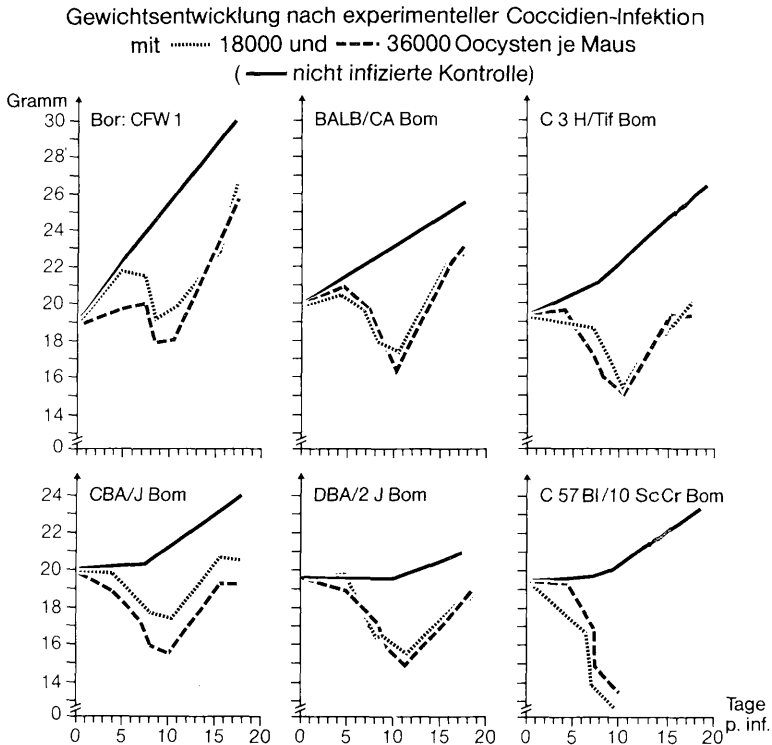 Gewichtsentwicklung nach experimenteller Coccidien-Infektion
mit ........ 18000 und ---- 36000 Oocysten je Maus
( — nicht infizierte Kontrolle)
Gramm
Bor: CFW 1
BALB/CA Bom
C 3 H/Tif Bom
30
28
26
24
22
20
18
16
14
0
CBA/J Bom
DBA/2 J Bom
C 57 Bl/10 ScCr Bom
24
22
20
18
16
14
0
0 5 10 15 20
0 5 10 15 20
0 5 10 15 20
Tage
p. inf.